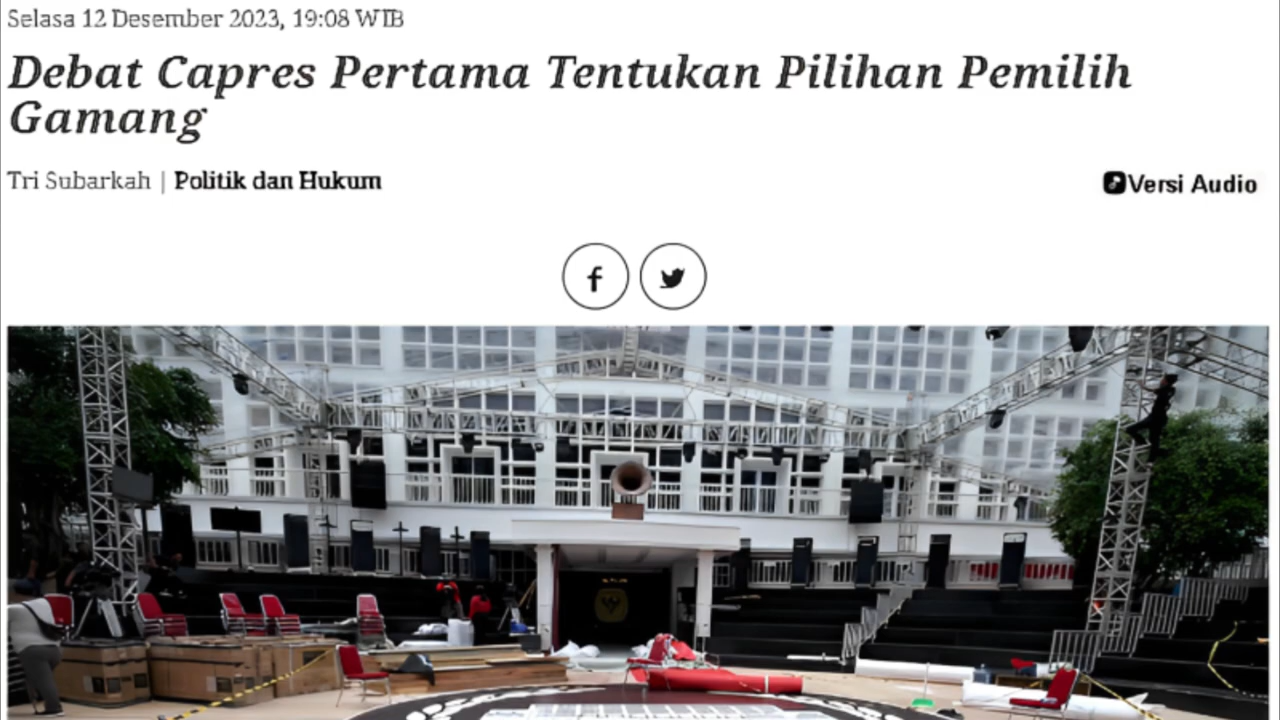 Selasa 12 Desember 2023, 19:08 WIB
Debat Capres Pertama Tentukan Pilihan Pemilih
Gamang
Tri Subarkah | Politik dan Hukum
Versi Audio